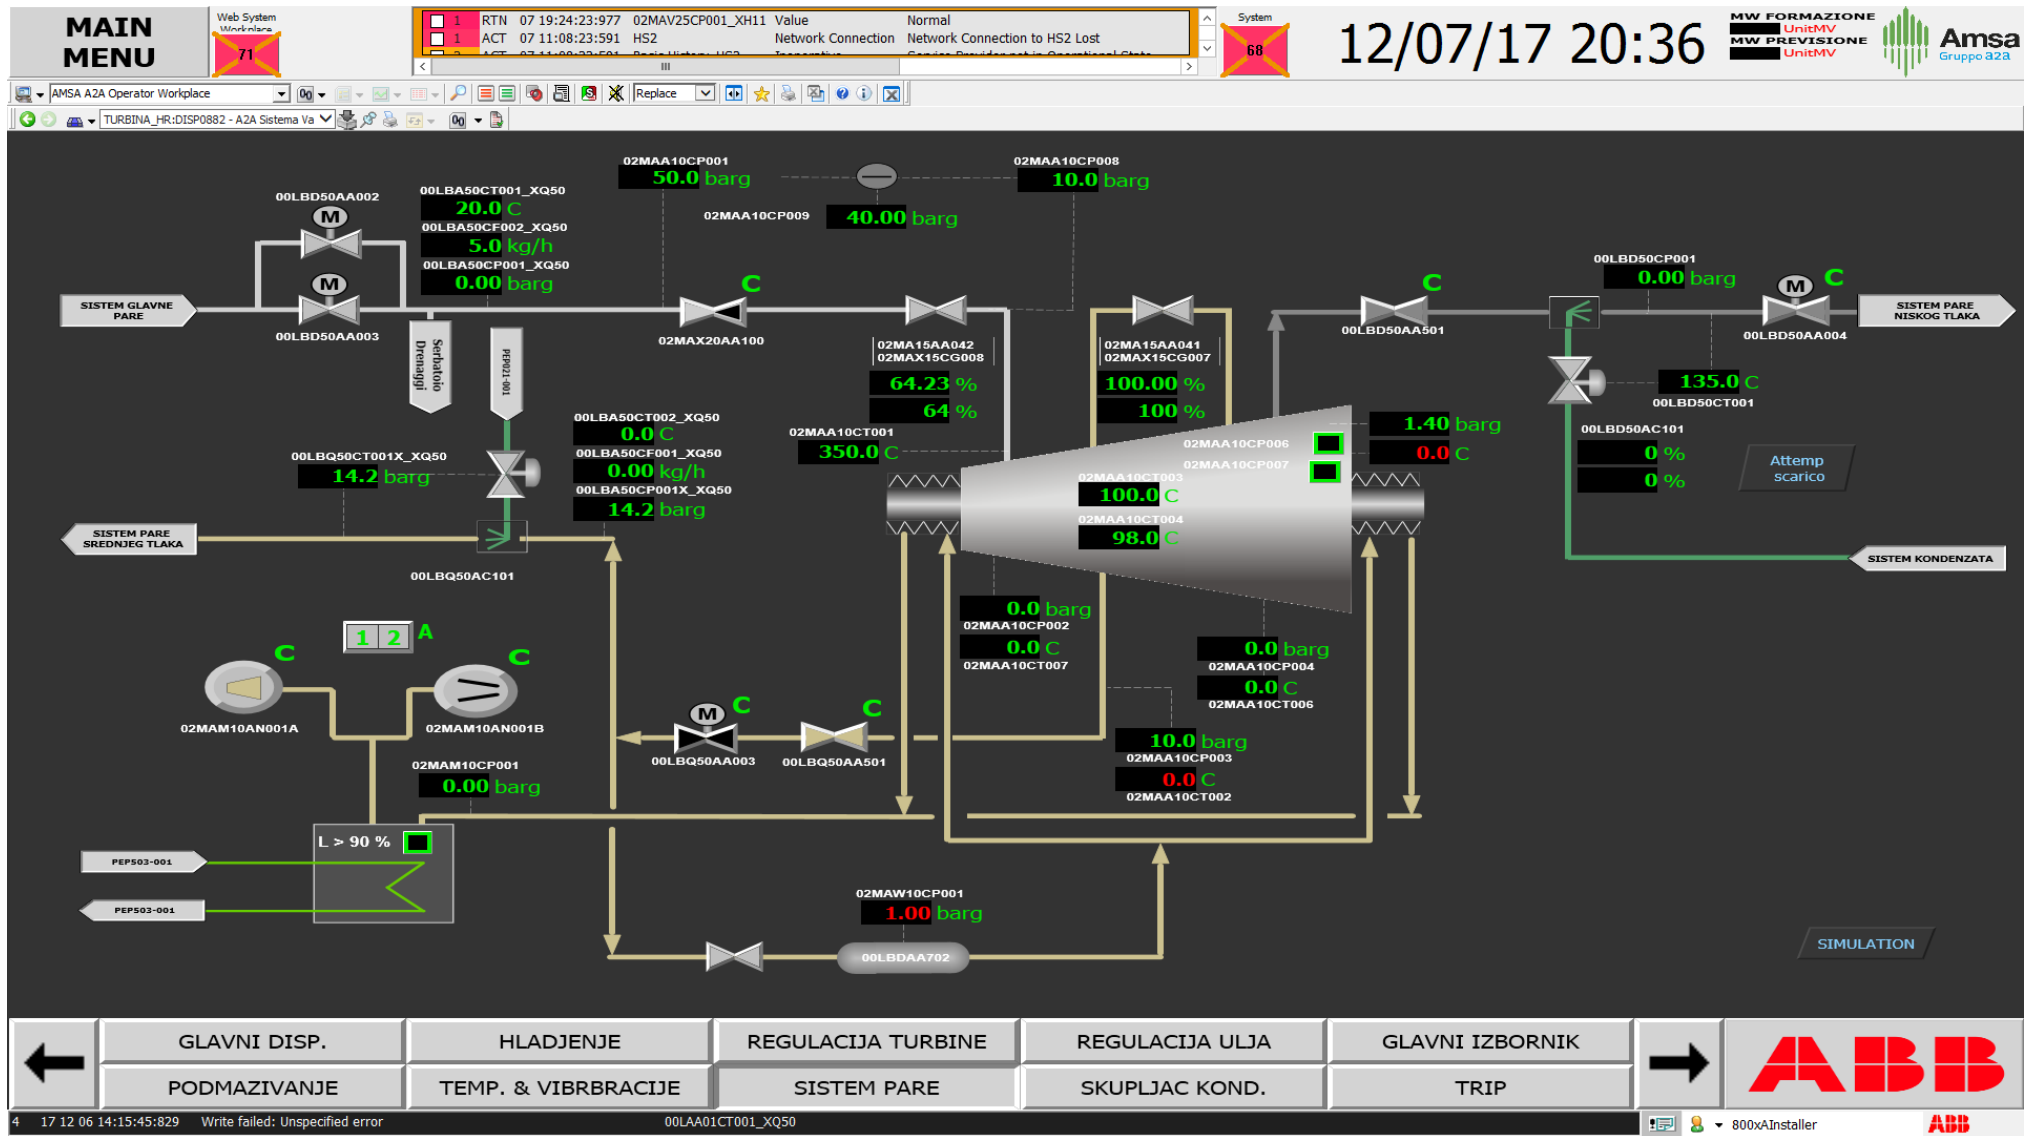 MAIN MENU
Web System Workplace
71
1 RTN 07 19:24:23:977 02MAV25CP001_XH11 Value Normal
1 ACT 07 11:08:23:591 HS2 Network Connection Network Connection to HS2 Lost
System
68
12/07/17 20:36
MW FORMAZIONE
UnitMV
MW PREVISIONE
UnitMV
Amsa
Gruppo a2a
AMSA A2A Operator Workplace
Replace
TURBINA_HR:DISP0882 - A2A Sistema Va
02MAA10CP001
50.0 barg
02MAA10CP008
10.0 barg
02MAA10CP009 40.00 barg
00LBD50AA002
M
00LBA50CT001_XQ50
20.0 C
00LBA50CF002_XQ50
5.0 kg/h
00LBA50CP001_XQ50
0.00 barg
M
00LBD50AA003
SISTEM GLAVNE PARE
C
02MAX20AA100
Serbatoio Drenaggi
PEP021-001
02MA15AA042
02MAX15CG008
64.23 %
64 %
02MA15AA041
02MAX15CG007
100.00 %
100 %
C
00LBD50AA501
00LBD50CP001
0.00 barg
M
C
00LBD50AA004
SISTEM PARE NISKOG TLAKA
135.0 C
00LBD50CT001
00LBD50AC101
0 %
0 %
Attemp scarico
SISTEM KONDENZATA
00LBQ50CT001X_XQ50
14.2 barg
00LBA50CT002_XQ50
0.0 C
00LBA50CF001_XQ50
0.00 kg/h
00LBA50CP001X_XQ50
14.2 barg
02MAA10CT001
350.0 C
02MAA10CP006
02MAA10CP007
1.40 barg
0.0 C
02MAA10CT003
100.0 C
02MAA10CT004
98.0 C
SISTEM PARE SREDNJEG TLAKA
00LBQ50AC101
0.0 barg
02MAA10CP002
0.0 C
02MAA10CT007
0.0 barg
02MAA10CP004
0.0 C
02MAA10CT006
1 2 A
C
02MAM10AN001A
C
02MAM10AN001B
M
C
00LBQ50AA003
C
00LBQ50AA501
10.0 barg
02MAA10CP003
0.0 C
02MAA10CT002
02MAM10CP001
0.00 barg
L > 90 %
PEP503-001
PEP503-001
02MAW10CP001
1.00 barg
00LBDAA702
SIMULATION
GLAVNI DISP.
HLADJENJE
REGULACIJA TURBINE
REGULACIJA ULJA
GLAVNI IZBORNIK
PODMAZIVANJE
TEMP. & VIBRBRACIJE
SISTEM PARE
SKUPLJAC KOND.
TRIP
ABB
4 17 12 06 14:15:45:829 Write failed: Unspecified error 00LAA01CT001_XQ50
800xAInstaller
ABB